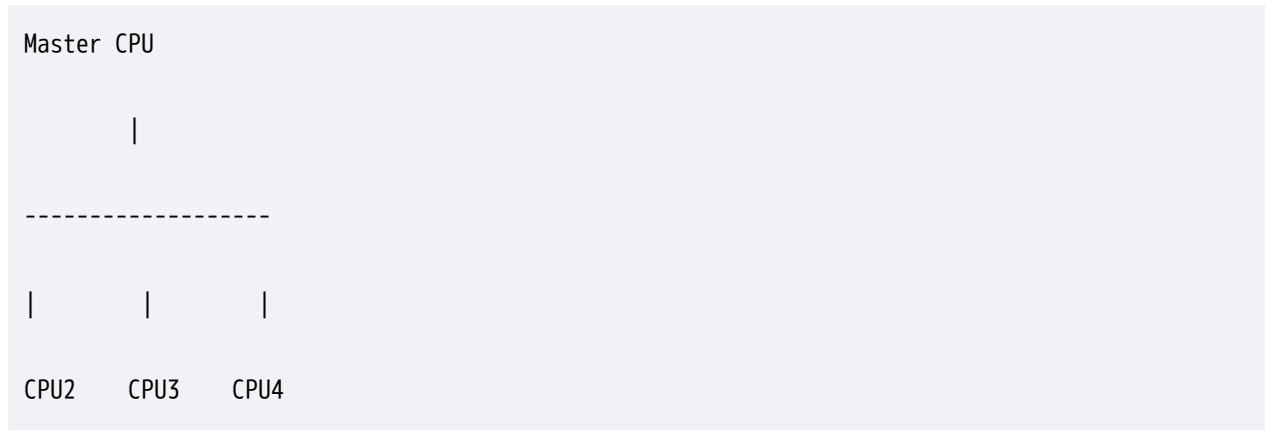 Master CPU
       |
-------------------
|        |        |
CPU2    CPU3    CPU4